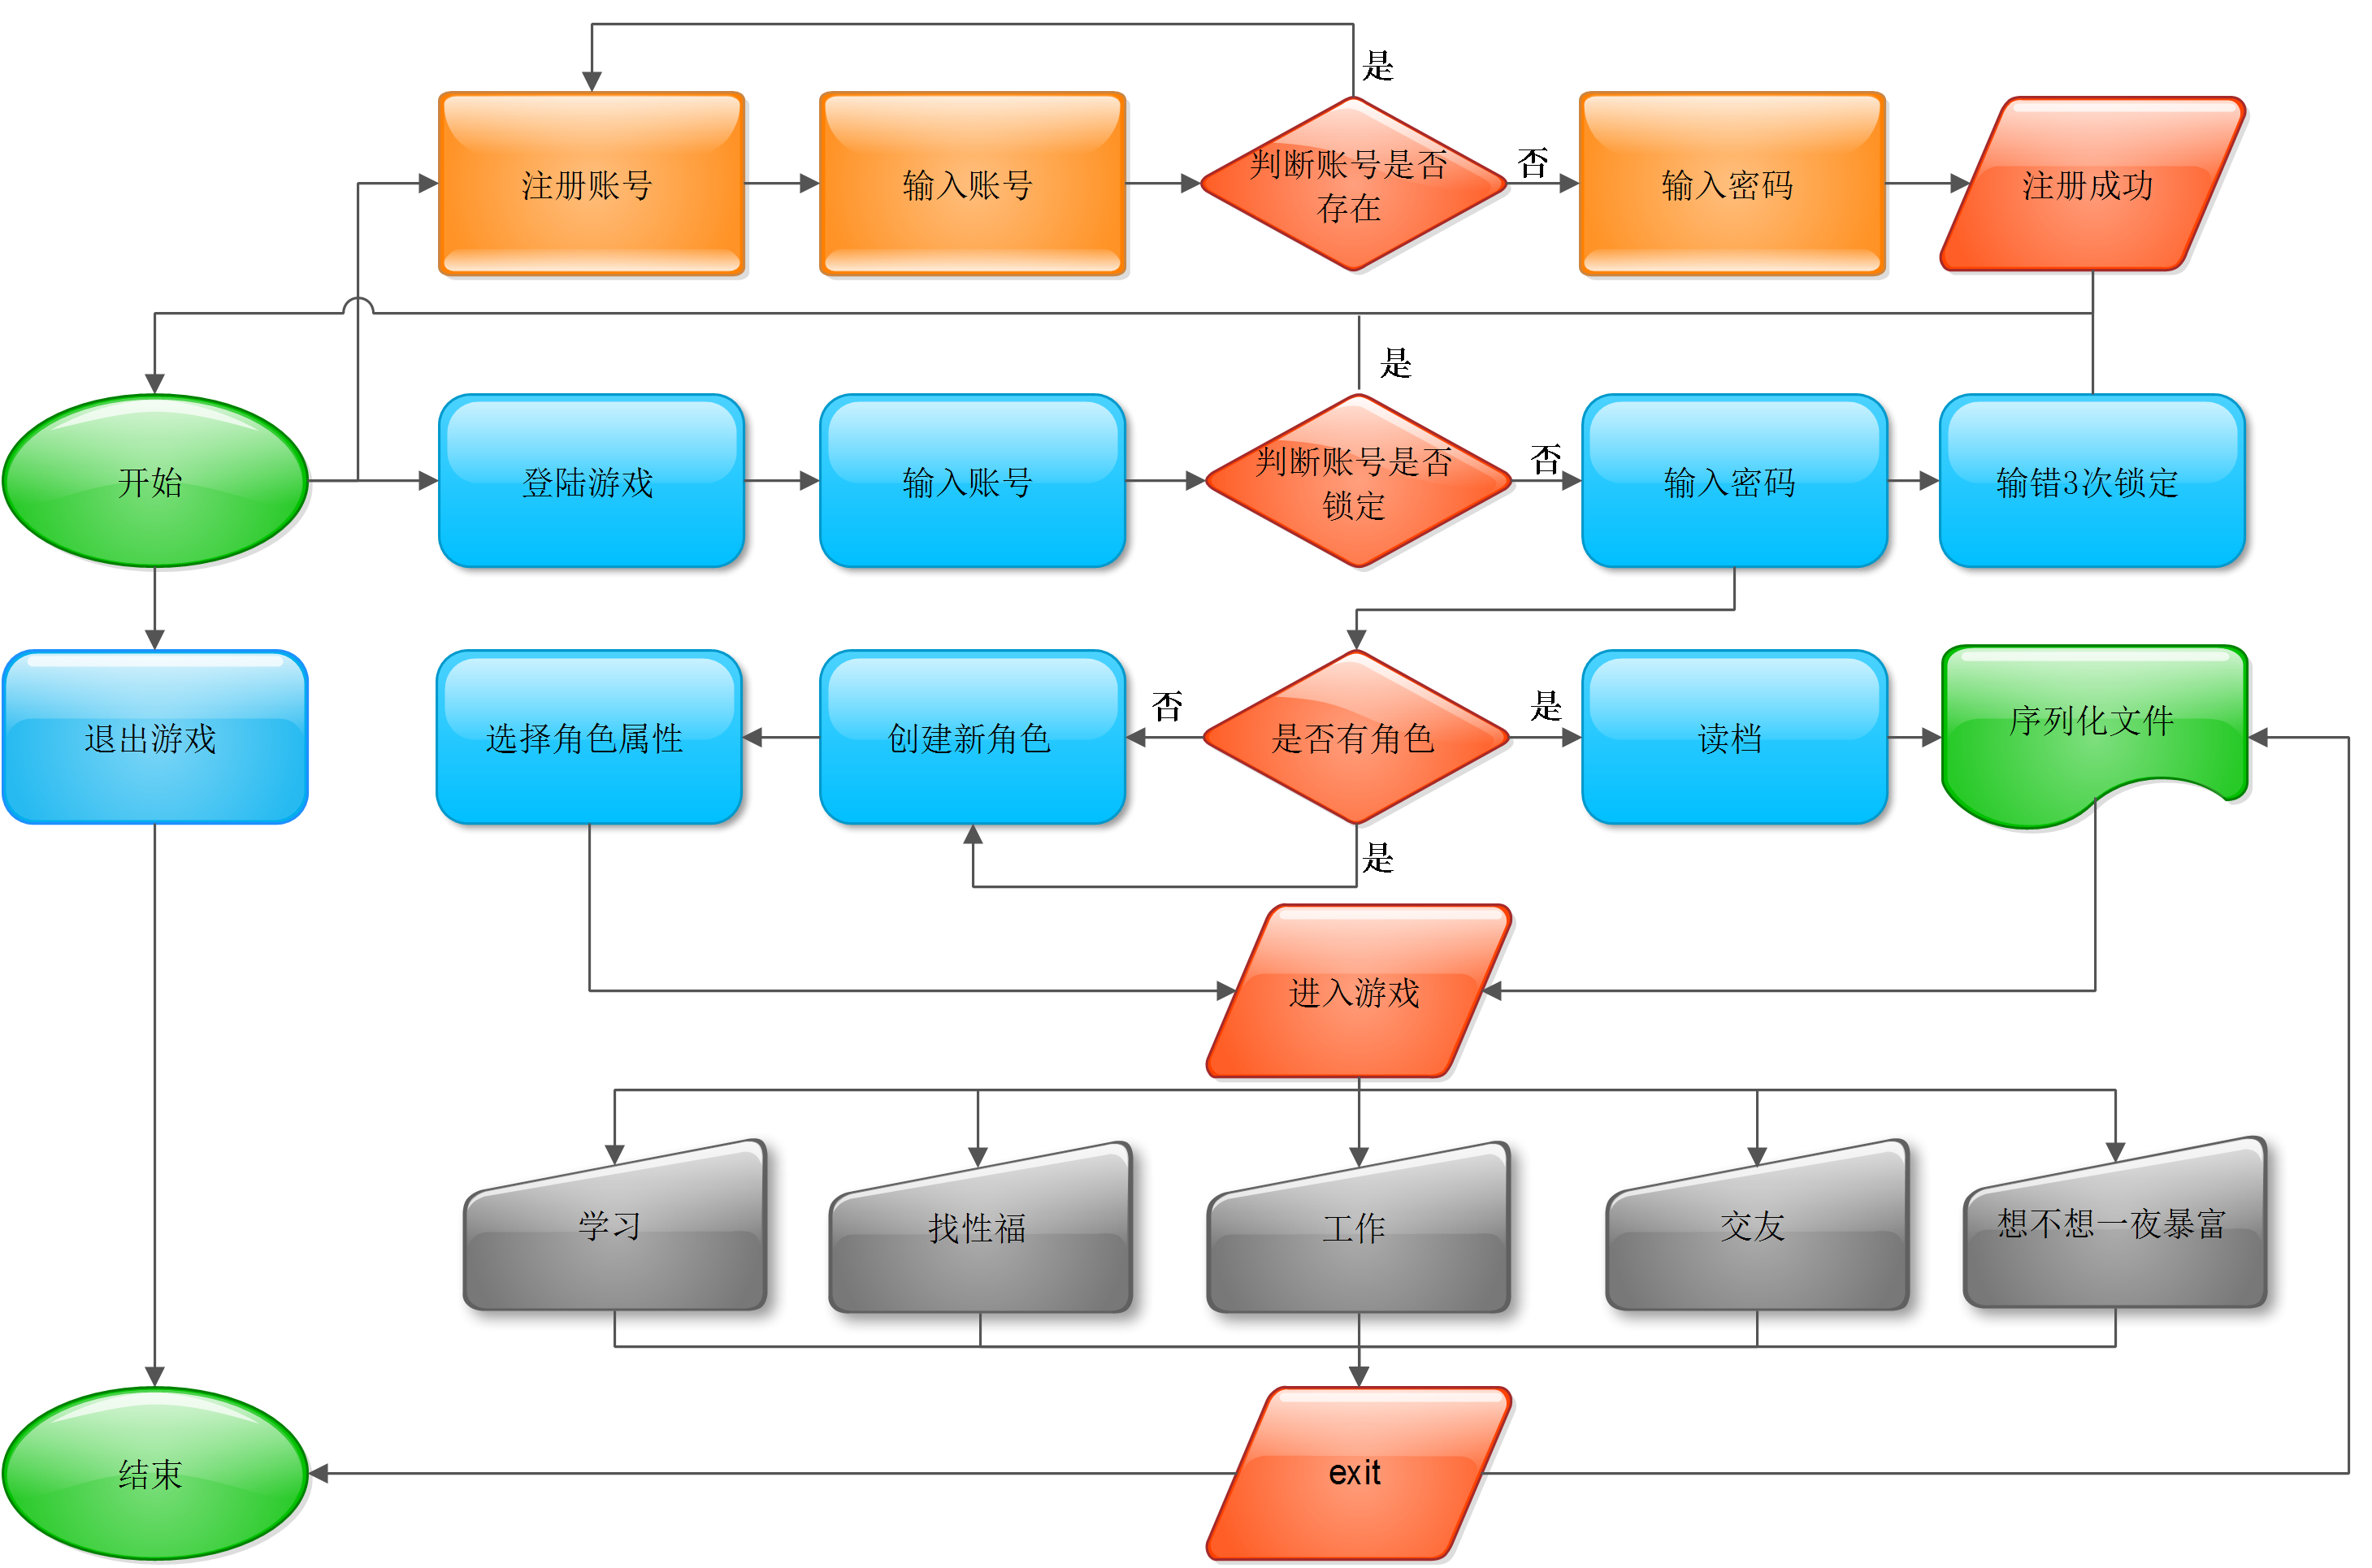 是
注册账号
输入账号
判断账号是否
存在
否
输入密码
注册成功
是
开始
登陆游戏
输入账号
判断账号是否
锁定
否
输入密码
输错3次锁定
退出游戏
选择角色属性
创建新角色
否
是否有角色
是
读档
序列化文件
是
进入游戏
学习
找性福
工作
交友
想不想一夜暴富
结束
exit